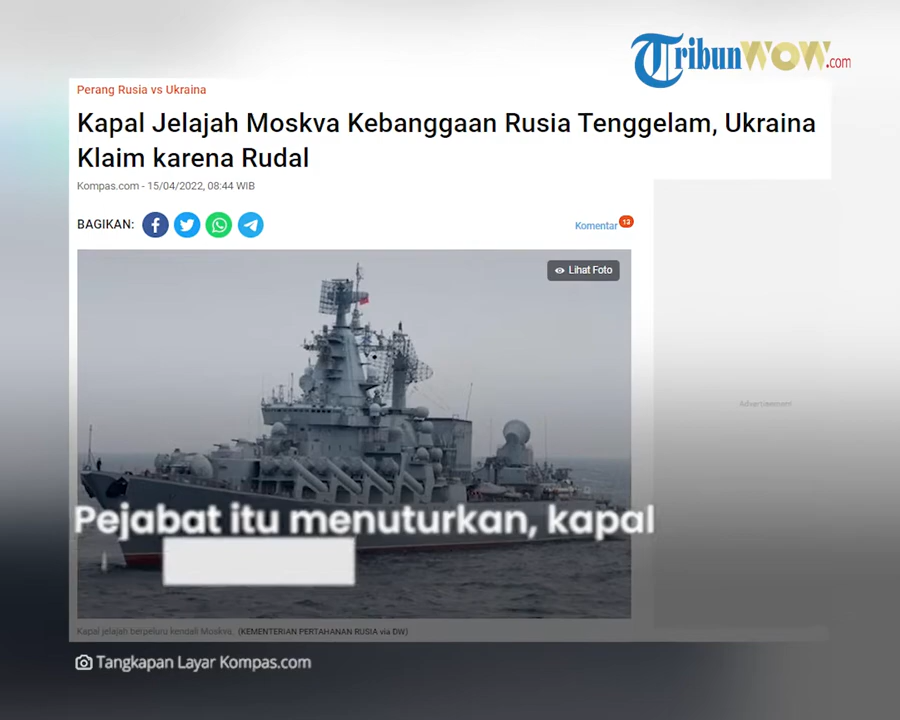 TribunWOW.com
Perang Rusia vs Ukraina
Kapal Jelajah Moskva Kebanggaan Rusia Tenggelam, Ukraina
Klaim karena Rudal
Kompas.com - 15/04/2022, 08:44 WIB
BAGIKAN:
Komentar 12
Lihat Foto
Advertisement
Pejabat itu menuturkan, kapal
Kapal jelajah berpeluru kendali Moskva. (KEMENTERIAN PERTAHANAN RUSIA via DW)
Tangkapan Layar Kompas.com